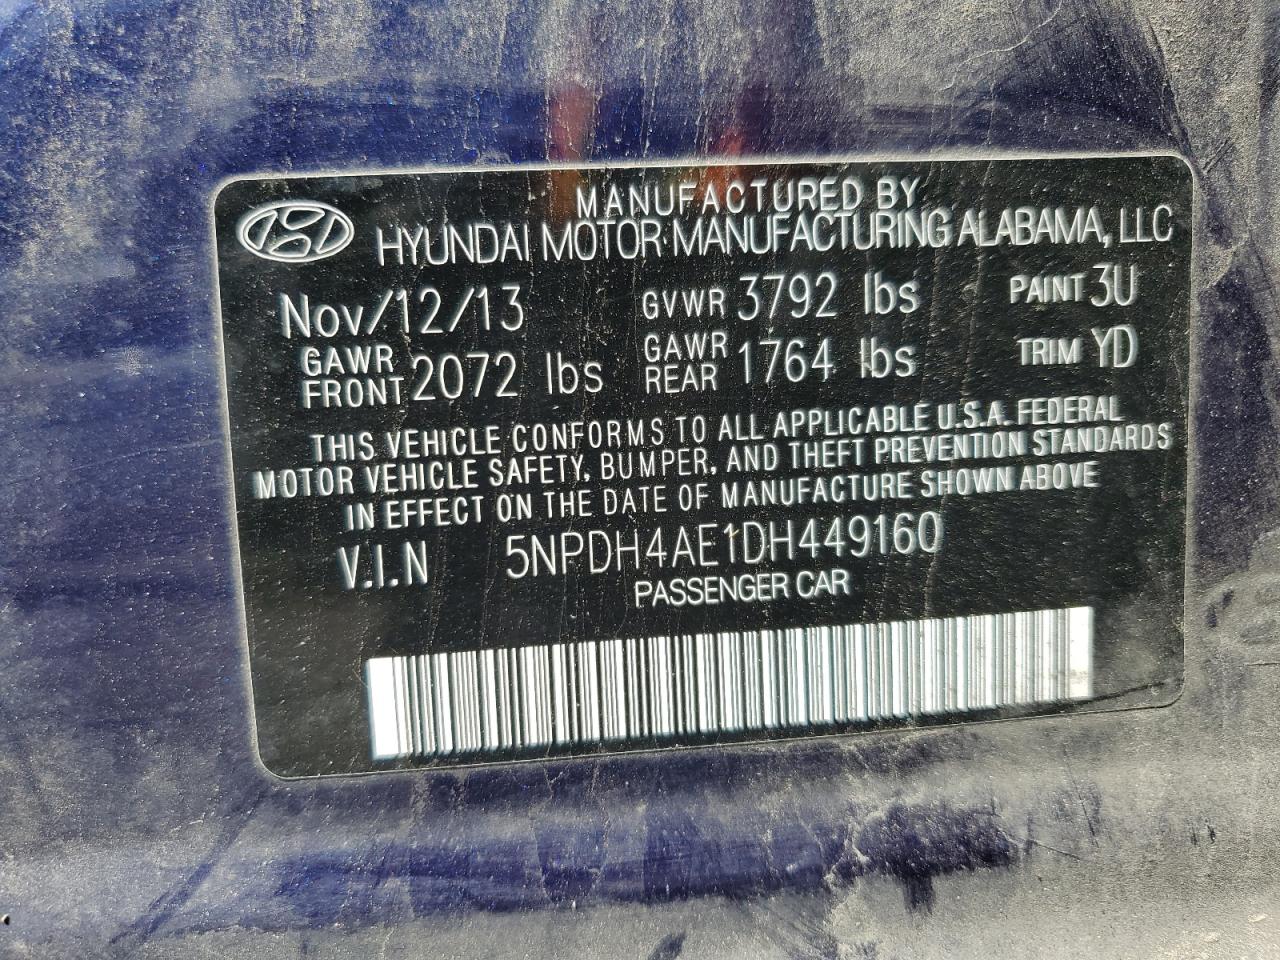 MANUFACTURED BY
HYUNDAI MOTOR MANUFACTURING ALABAMA, LLC
Nov/12/13 GVWR 3792 lbs PAINT 3U
GAWR FRONT 2072 lbs GAWR REAR 1764 lbs TRIM YD
THIS VEHICLE CONFORMS TO ALL APPLICABLE U.S.A. FEDERAL
MOTOR VEHICLE SAFETY, BUMPER, AND THEFT PREVENTION STANDARDS
IN EFFECT ON THE DATE OF MANUFACTURE SHOWN ABOVE
V.I.N 5NPDH4AE1DH449160
PASSENGER CAR